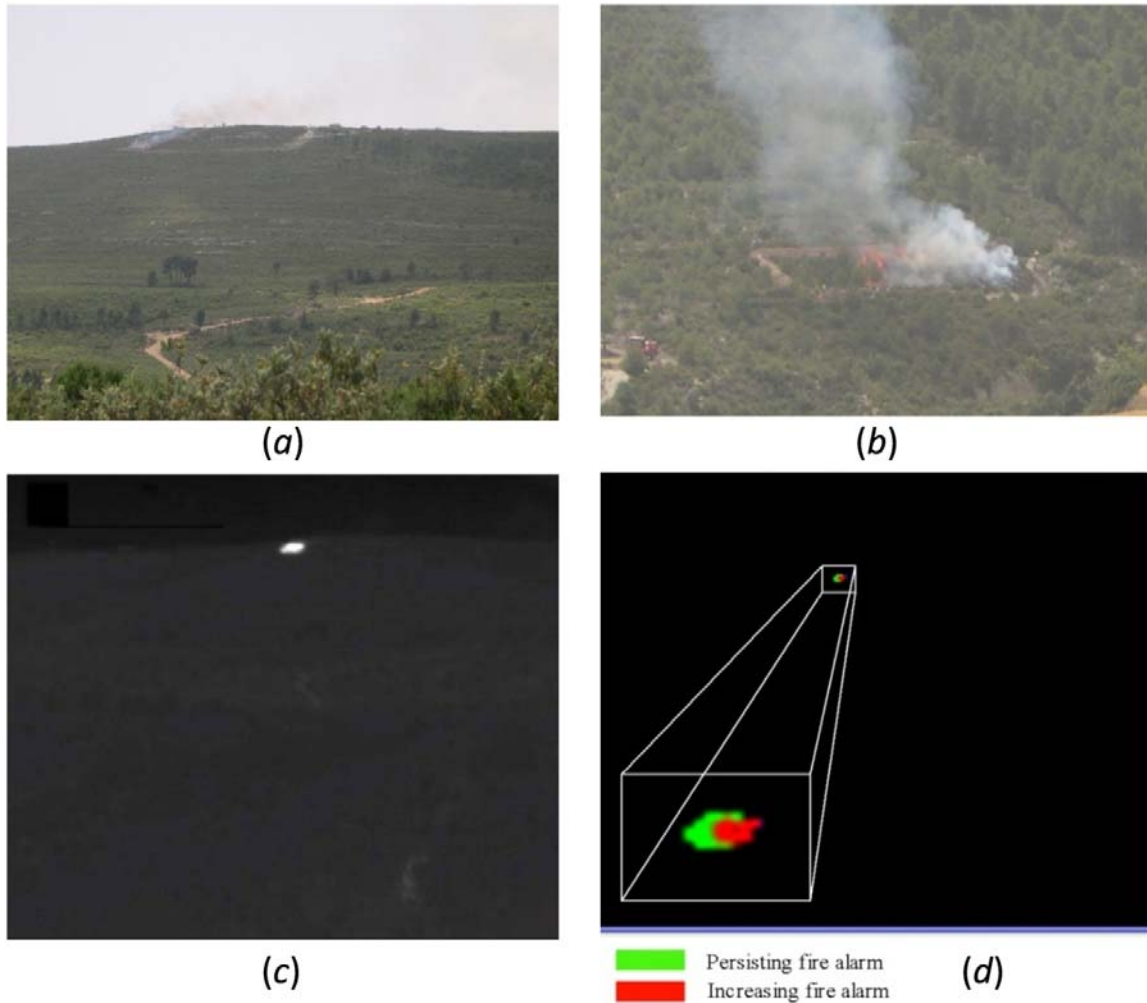 (a)
(b)
(c)
Persisting fire alarm
(d)
Increasing fire alarm